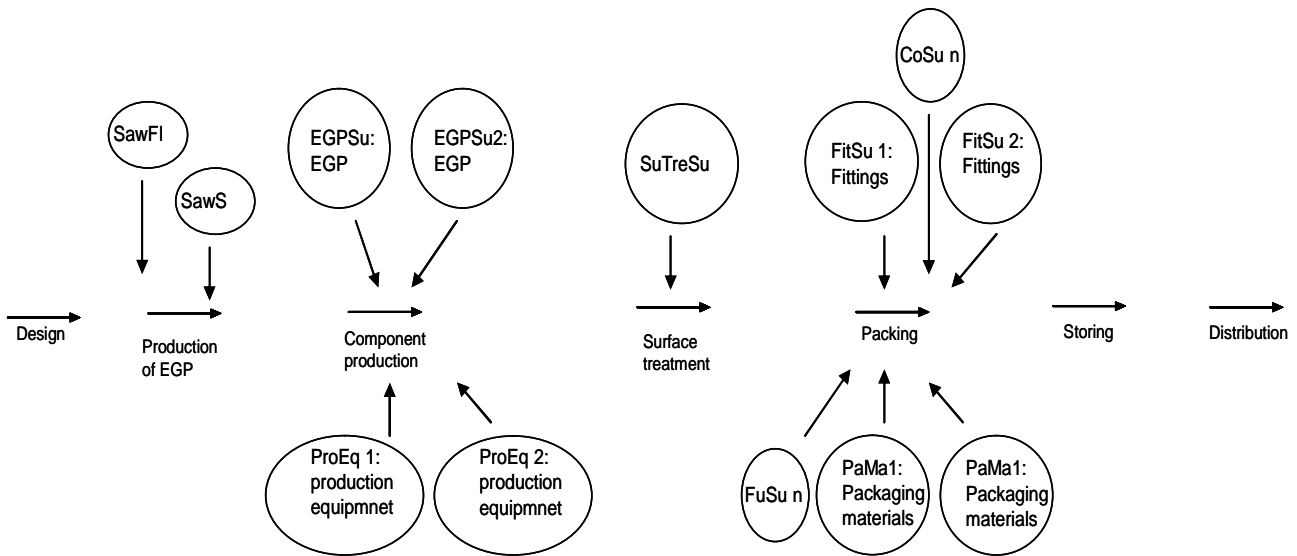 CoSu n
SawFI
SawS
EGPSu:
EGP
EGPSu2:
EGP
SuTreSu
FitSu 1:
Fittings
FitSu 2:
Fittings
Design
Production
of EGP
Component
production
Surface
treatment
Packing
Storing
Distribution
ProEq 1:
production
equipmnet
ProEq 2:
production
equipmnet
FuSu n
PaMa1:
Packaging
materials
PaMa1:
Packaging
materials